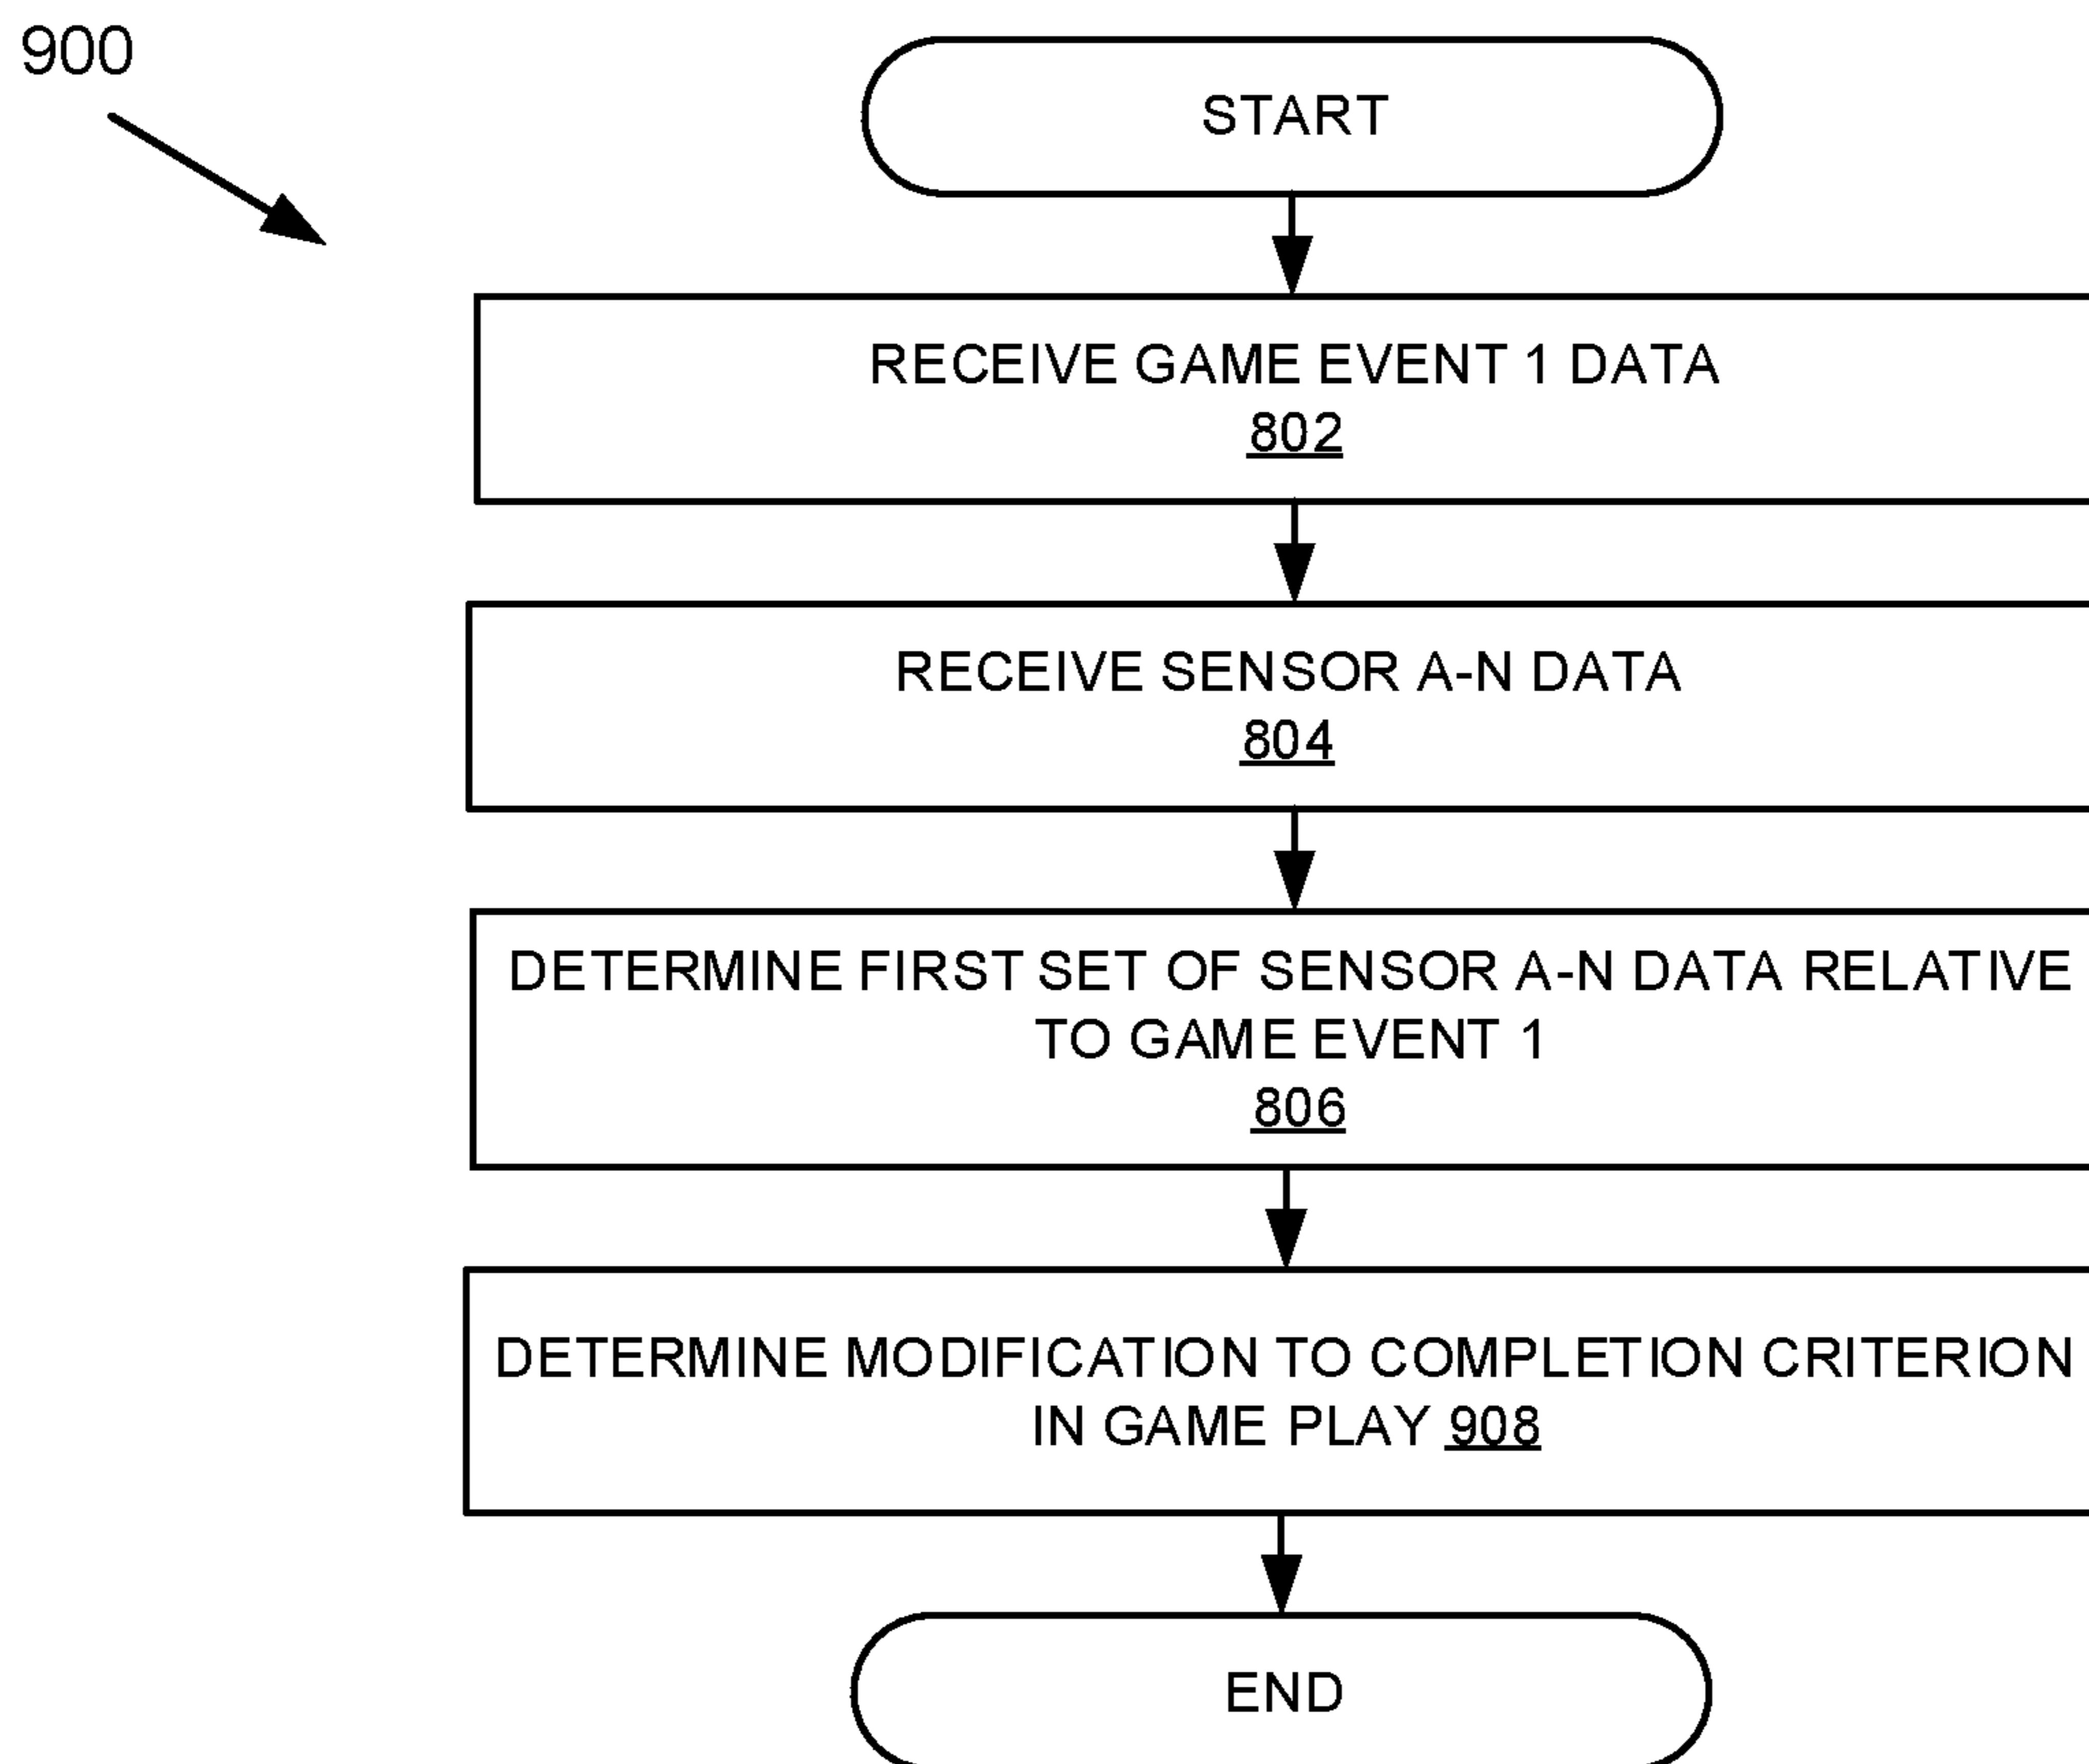 900
START
RECEIVE GAME EVENT 1 DATA
802
RECEIVE SENSOR A-N DATA
804
DETERMINE FIRST SET OF SENSOR A-N DATA RELATIVE
TO GAME EVENT 1
806
DETERMINE MODIFICATION TO COMPLETION CRITERION
IN GAME PLAY 908
END